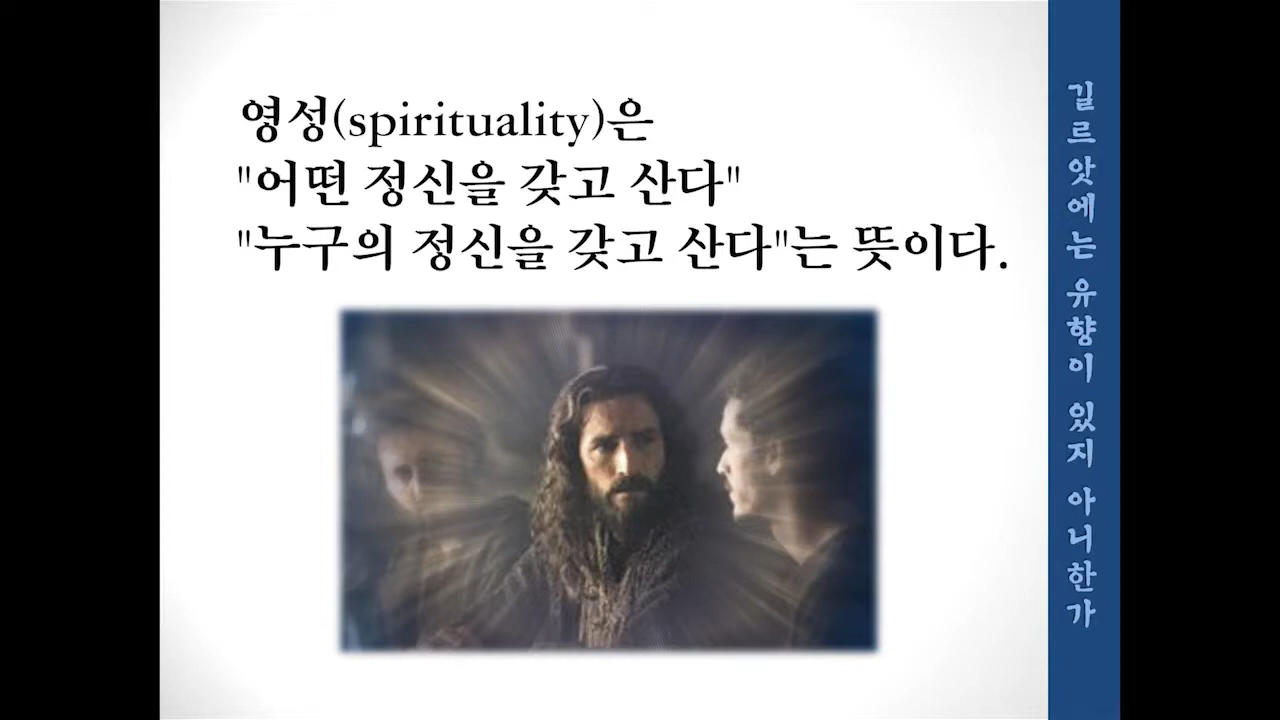 영성(spirituality)은
"어떤 정신을 갖고 산다"
"누구의 정신을 갖고 산다"는 뜻이다.
길르앗에는 유향이 있지 아니한가